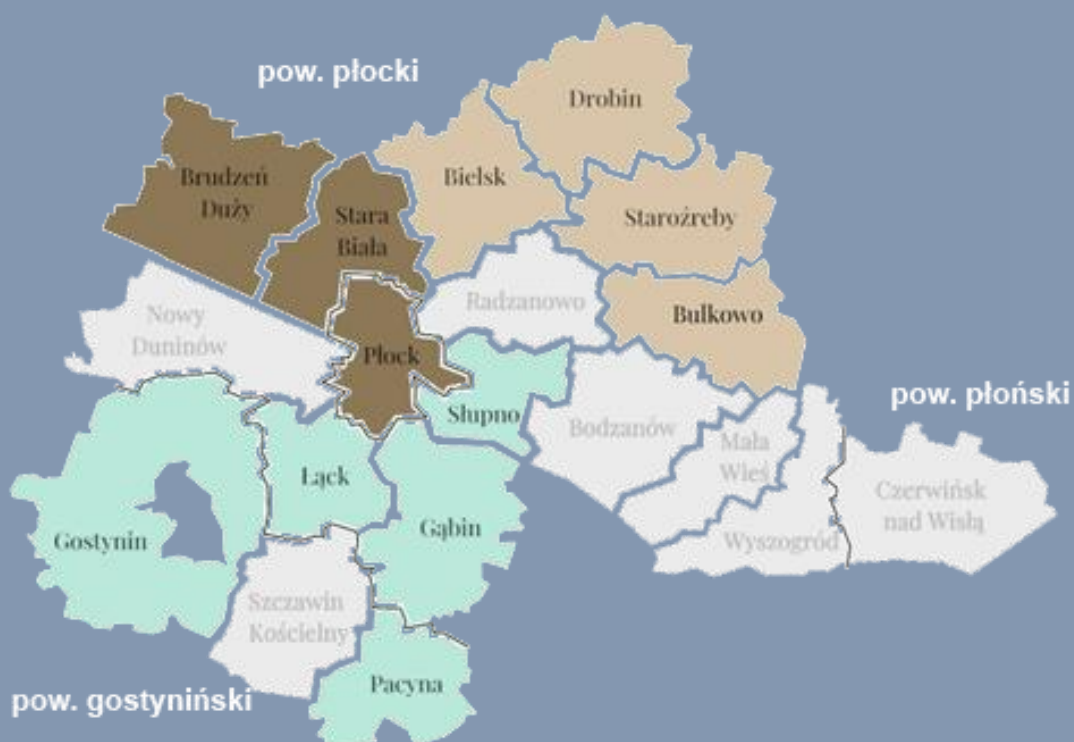 pow. płocki
Drobin
Brudzeń
Duży
Bielsk
Stara
Biała
Staroźreby
Radzanowo
Nowy
Duninów
Bulkowo
Płock
pow. płoński
Słupno
Bodzanów
Mała
Wieś
Łąck
Czerwińsk
nad Wisłą
Gostynin
Gąbin
Wyszogród
Szczawin
Kościelny
Pacyna
pow. gostyniński